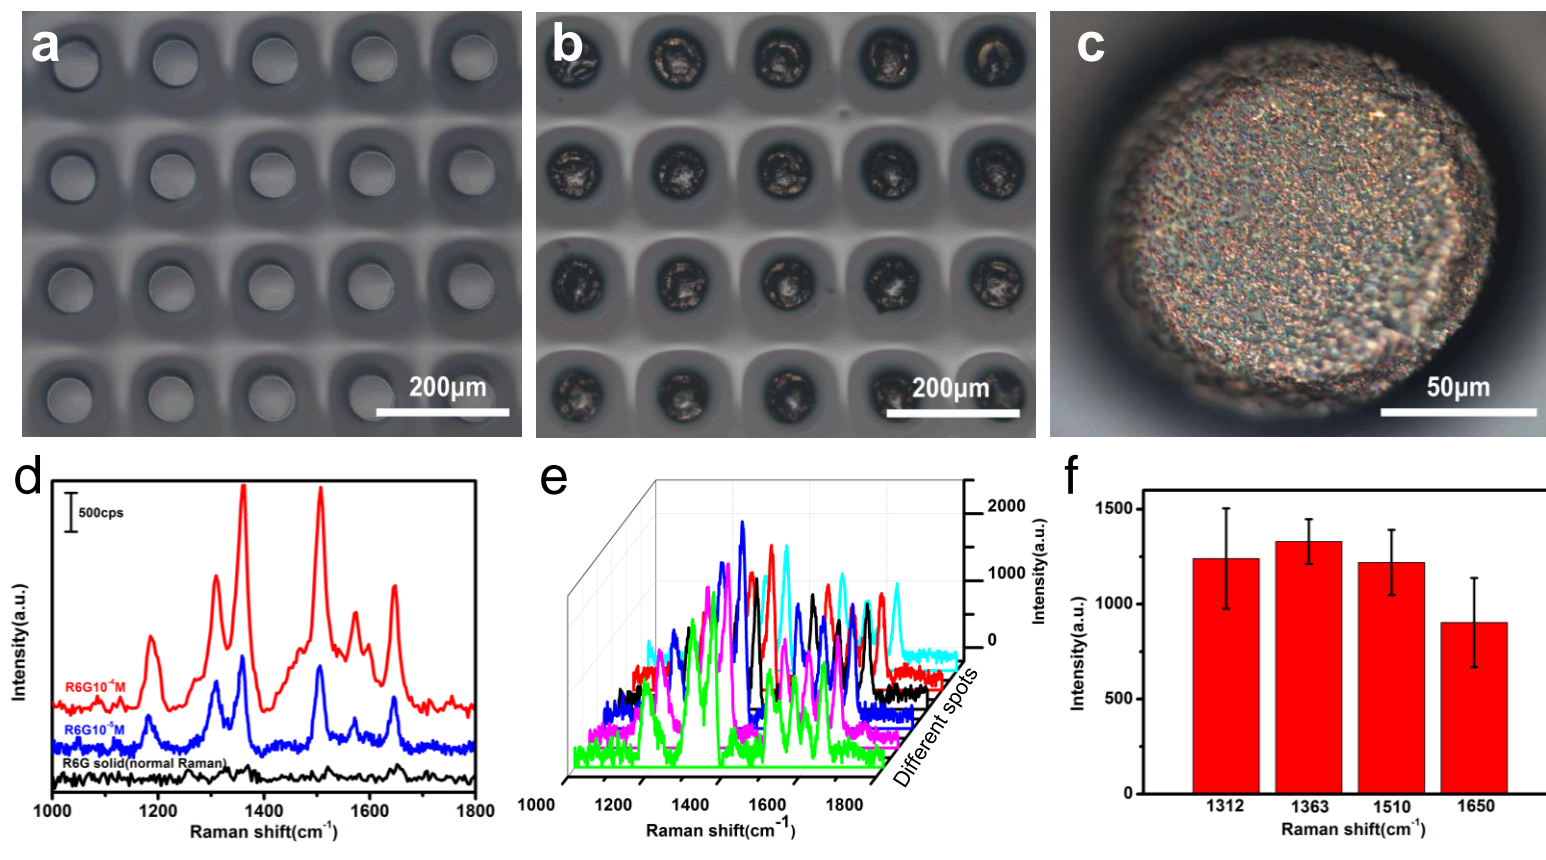 a
200μm
b
200μm
c
50μm
d
500cps
Intensity(a.u.)
R6G10⁻⁴M
R6G10⁻⁵M
R6G solid(normal Raman)
1000 1200 1400 1600 1800
Raman shift(cm⁻¹)
e
2000
1000
0
Intensity(a.u.)
Different spots
1000 1200 1400 1600 1800
Raman shift(cm⁻¹)
f
1500
1000
500
0
Intensity(a.u.)
1312 1363 1510 1650
Raman shift(cm⁻¹)